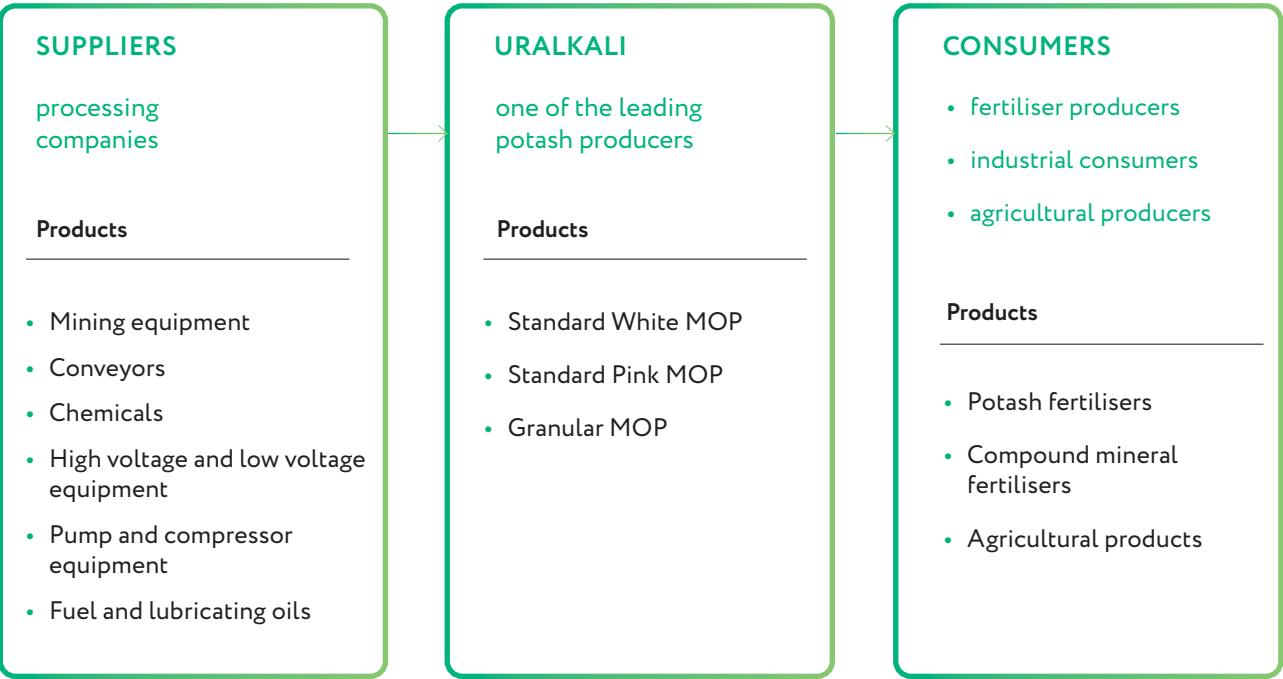 SUPPLIERS
processing
companies
Products
• Mining equipment
• Conveyors
• Chemicals
• High voltage and low voltage
equipment
• Pump and compressor
equipment
• Fuel and lubricating oils
URALKALI
one of the leading
potash producers
Products
• Standard White MOP
• Standard Pink MOP
• Granular MOP
CONSUMERS
• fertiliser producers
• industrial consumers
• agricultural producers
Products
• Potash fertilisers
• Compound mineral
fertilisers
• Agricultural products